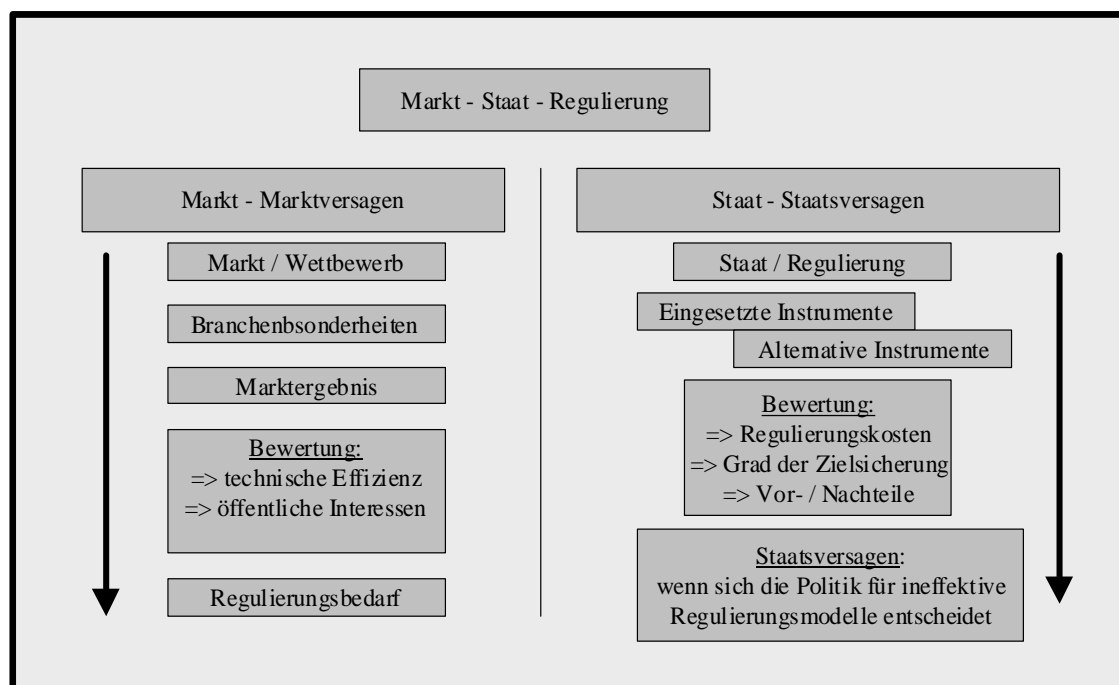 Markt - Staat - Regulierung
Markt - Marktversagen
Markt / Wettbewerb
Branchenbsonderheiten
Marktergebnis
Bewertung:
=> technische Effizienz
=> öffentliche Interessen
Regulierungsbedarf
Staat - Staatsversagen
Staat / Regulierung
Eingesetzte Instrumente
Alternative Instrumente
Bewertung:
=> Regulierungskosten
=> Grad der Zielsicherung
=> Vor- / Nachteile
Staatsversagen:
wenn sich die Politik für ineffektive
Regulierungsmodelle entscheidet